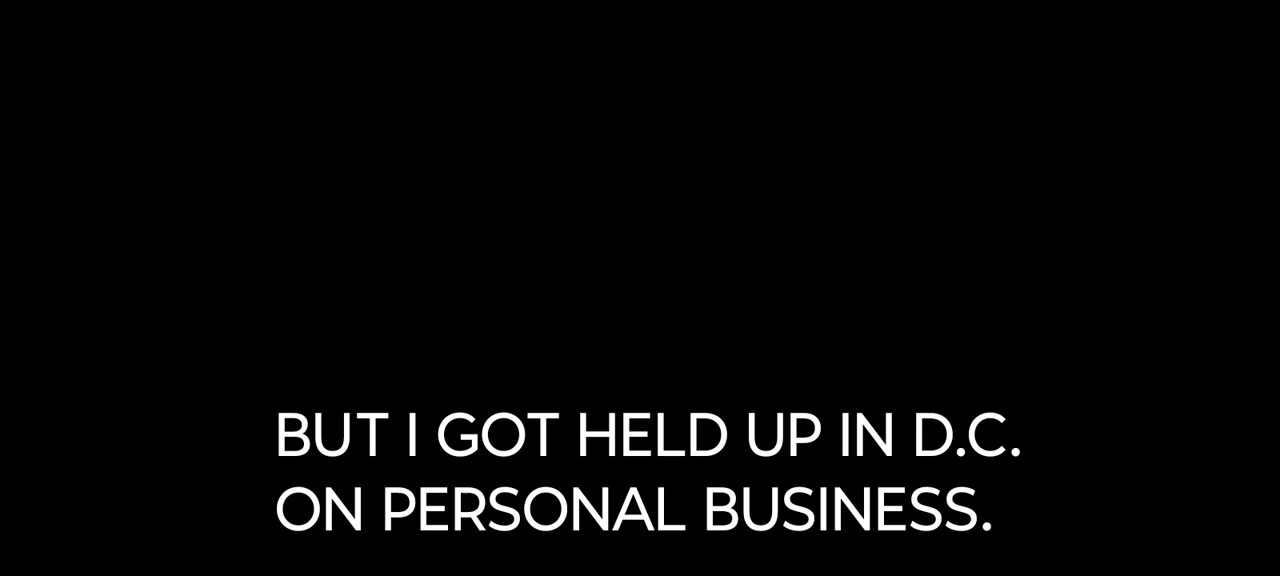 BUT I GOT HELD UP IN D.C.
ON PERSONAL BUSINESS.